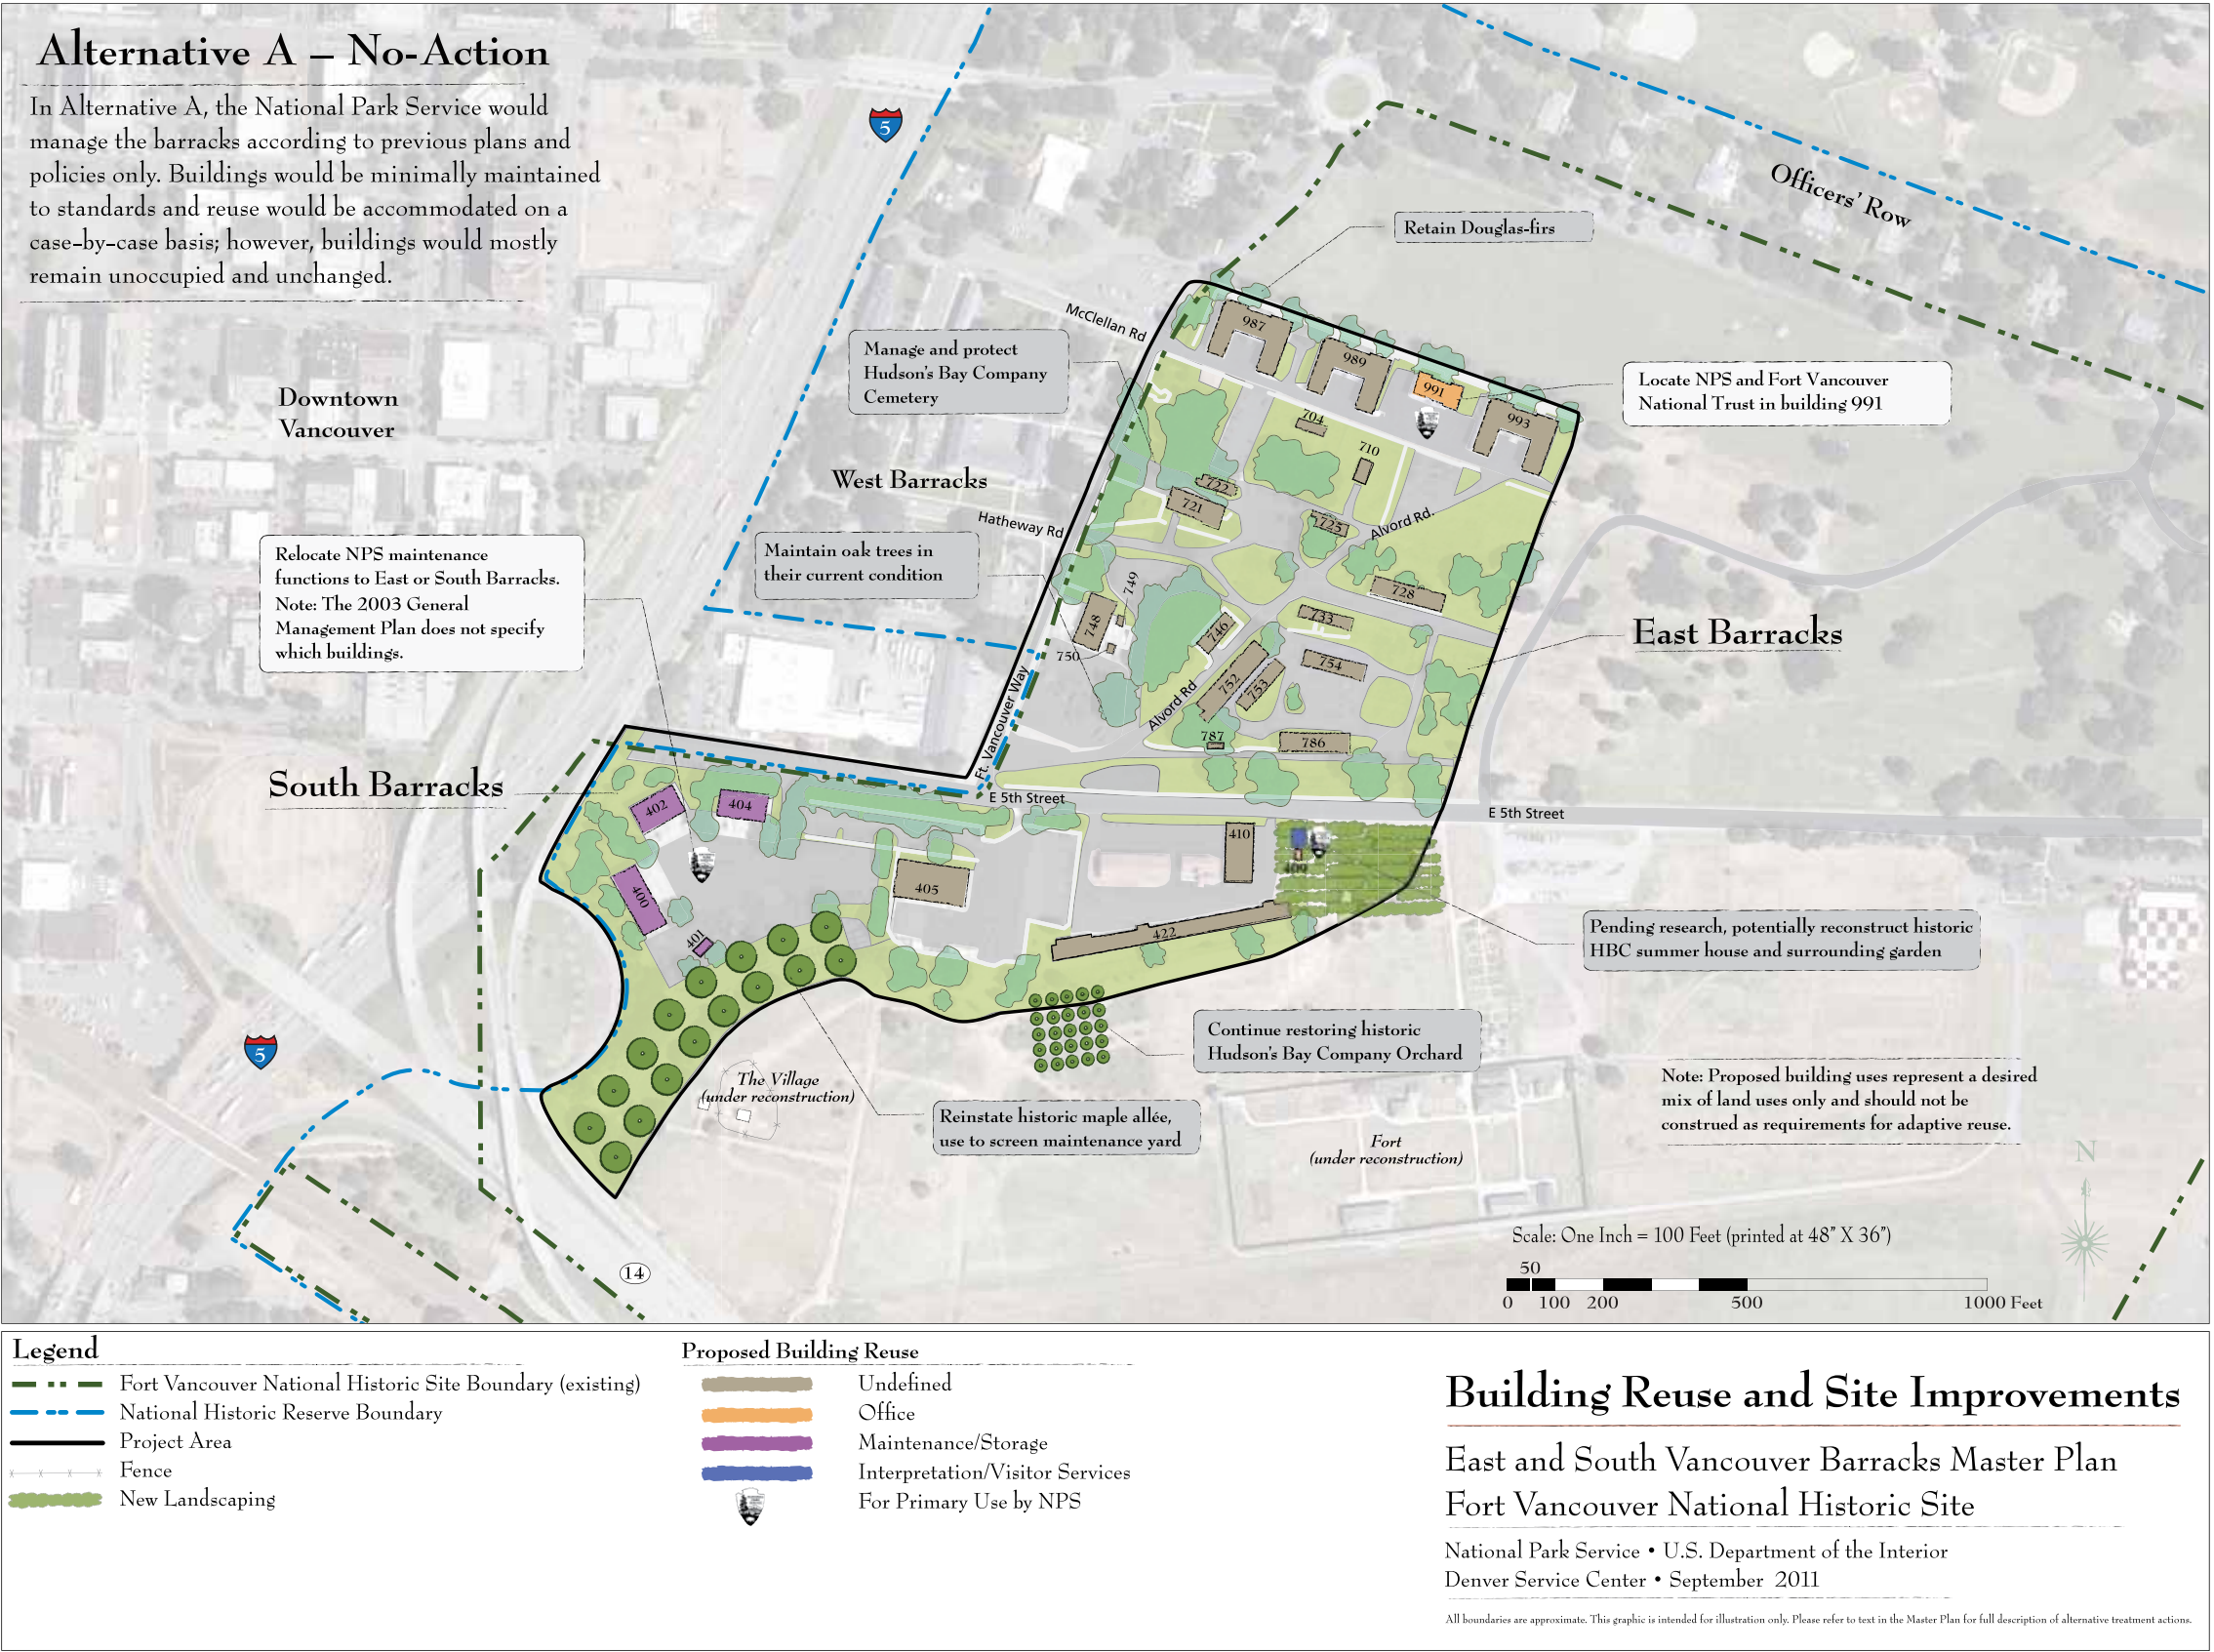 Alternative A – No-Action
In Alternative A, the National Park Service would
manage the barracks according to previous plans and
policies only. Buildings would be minimally maintained
to standards and reuse would be accommodated on a
case-by-case basis; however, buildings would mostly
remain unoccupied and unchanged.
5
Officers' Row
Retain Douglas-firs
McClellan Rd
987
989
991
993
Manage and protect
Hudson's Bay Company
Cemetery
Locate NPS and Fort Vancouver
National Trust in building 991
Downtown
Vancouver
704
710
West Barracks
722
721
725
Alvord Rd.
Hatheway Rd
Maintain oak trees in
their current condition
Relocate NPS maintenance
functions to East or South Barracks.
Note: The 2003 General
Management Plan does not specify
which buildings.
749
748
750
728
733
746
754
752
753
East Barracks
Alvord Rd
Ft. Vancouver Way
787
786
South Barracks
E 5th Street
E 5th Street
402
404
410
409
400
405
401
422
Pending research, potentially reconstruct historic
HBC summer house and surrounding garden
Continue restoring historic
Hudson's Bay Company Orchard
5
The Village
(under reconstruction)
Reinstate historic maple allée,
use to screen maintenance yard
Fort
(under reconstruction)
Note: Proposed building uses represent a desired
mix of land uses only and should not be
construed as requirements for adaptive reuse.
N
14
Scale: One Inch = 100 Feet (printed at 48" X 36")
50
0 100 200 500 1000 Feet
Legend
Fort Vancouver National Historic Site Boundary (existing)
National Historic Reserve Boundary
Project Area
Fence
New Landscaping
Proposed Building Reuse
Undefined
Office
Maintenance/Storage
Interpretation/Visitor Services
For Primary Use by NPS
Building Reuse and Site Improvements
East and South Vancouver Barracks Master Plan
Fort Vancouver National Historic Site
National Park Service • U.S. Department of the Interior
Denver Service Center • September 2011
All boundaries are approximate. This graphic is intended for illustration only. Please refer to text in the Master Plan for full description of alternative treatment actions.